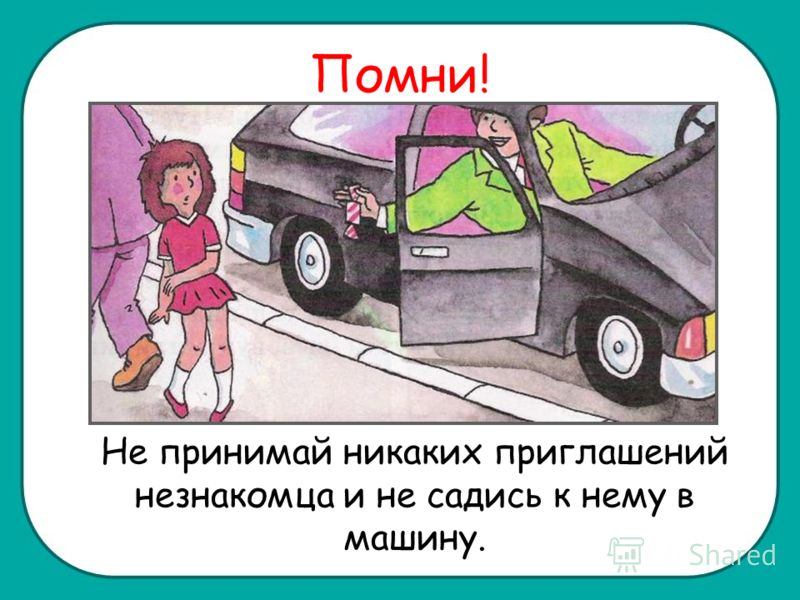 Помни!
Не принимай никаких приглашений
незнакомца и не садись к нему в
машину.
Shared